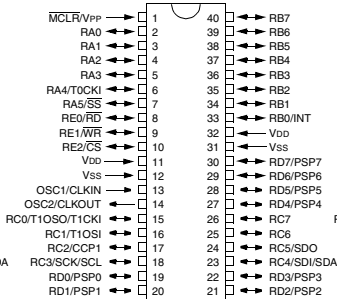 MCLR/VPP 1 40 RB7
RA0 2 39 RB6
RA1 3 38 RB5
RA2 4 37 RB4
RA3 5 36 RB3
RA4/T0CKI 6 35 RB2
RA5/SS 7 34 RB1
RE0/RD 8 33 RB0/INT
RE1/WR 9 32 VDD
RE2/CS 10 31 VSS
VDD 11 30 RD7/PSP7
VSS 12 29 RD6/PSP6
OSC1/CLKIN 13 28 RD5/PSP5
OSC2/CLKOUT 14 27 RD4/PSP4
RC0/T1OSO/T1CKI 15 26 RC7 R
RC1/T1OSI 16 25 RC6
RC2/CCP1 17 24 RC5/SDO
DA RC3/SCK/SCL 18 23 RC4/SDI/SDA
RD0/PSP0 19 22 RD3/PSP3
RD1/PSP1 20 21 RD2/PSP2